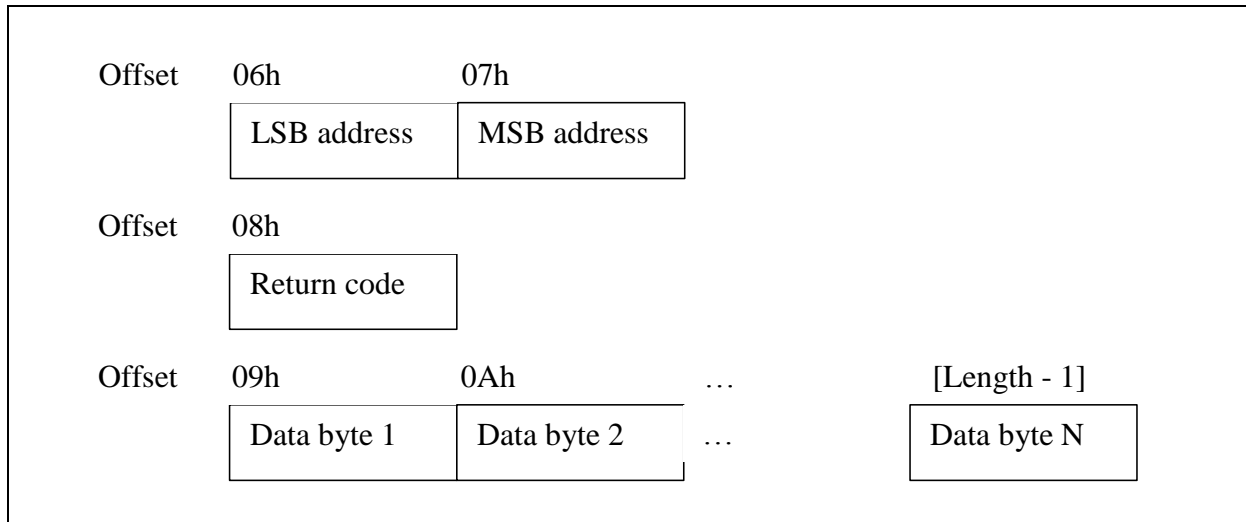 Offset 06h 07h
LSB address MSB address
Offset 08h
Return code
Offset 09h 0Ah … [Length - 1]
Data byte 1 Data byte 2 … Data byte N